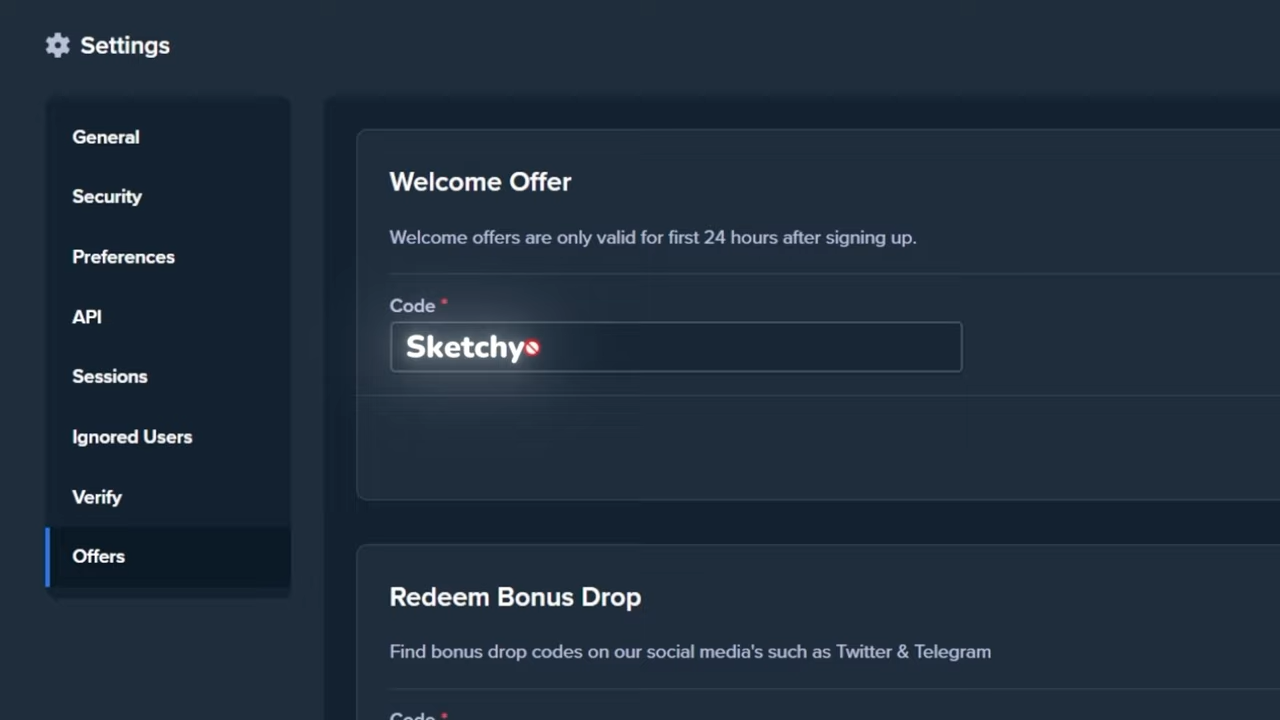 Settings
General
Security
Preferences
API
Sessions
Ignored Users
Verify
Offers
Welcome Offer
Welcome offers are only valid for first 24 hours after signing up.
Code *
Sketchy
Redeem Bonus Drop
Find bonus drop codes on our social media's such as Twitter & Telegram
Code *